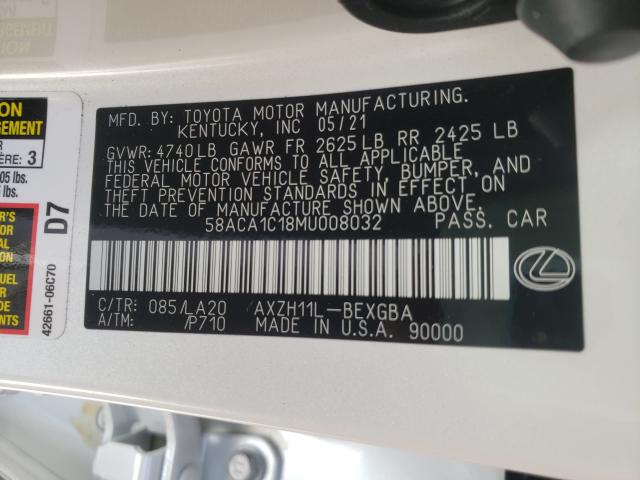 MFD. BY: TOYOTA MOTOR MANUFACTURING.
KENTUCKY, INC 05/21
GVWR: 4740LB GAWR FR 2625 LB RR 2425 LB
THIS VEHICLE CONFORMS TO ALL APPLICABLE
FEDERAL MOTOR VEHICLE SAFETY, BUMPER, AND
THEFT PREVENTION STANDARDS IN EFFECT ON
THE DATE OF MANUFACTURE SHOWN ABOVE.
58ACA1C18MU008032 PASS. CAR
C/TR: 085/LA20 /AXZH11L-BEXGBA
A/TM: /P710 MADE IN U.S.A. 90000
ON
GEMENT
R
ÈRE: 3
05 lbs.
lbs.
D7
42661-06C70